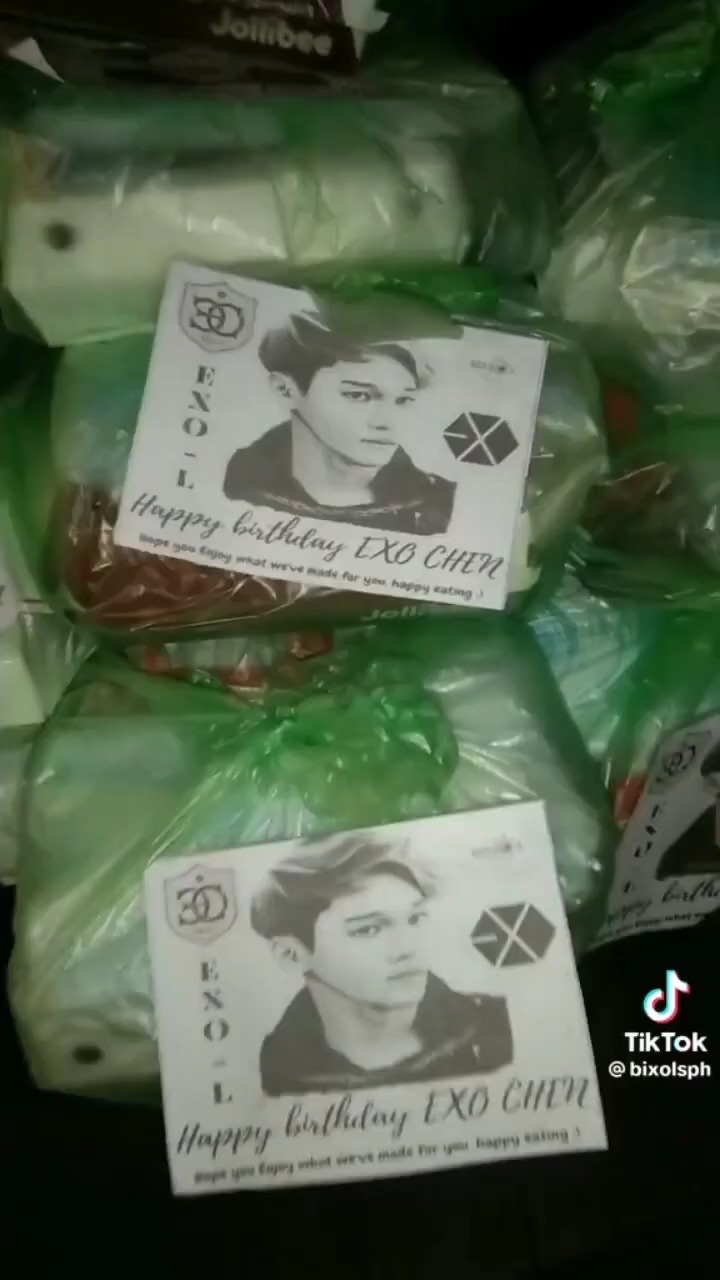 Jollibee
EXO-L
Happy birthday EXO CHEN
Hope you Enjoy what we've made for you, happy eating :)
Jolli
EXO-L
Happy birthday EXO CHEN
Hope you Enjoy what we've made for you, happy eating :)
TikTok
@bixolsph